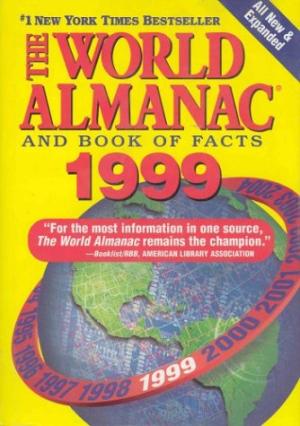 #1 NEW YORK TIMES BESTSELLER
All New &
Expanded
THE WORLD
ALMANAC®
AND BOOK OF FACTS
1999
"For the most information in one source,
The World Almanac remains the champion."
—Booklist/RBB, AMERICAN LIBRARY ASSOCIATION
1995 1996 1997 1998 1999 2000 2001 2004